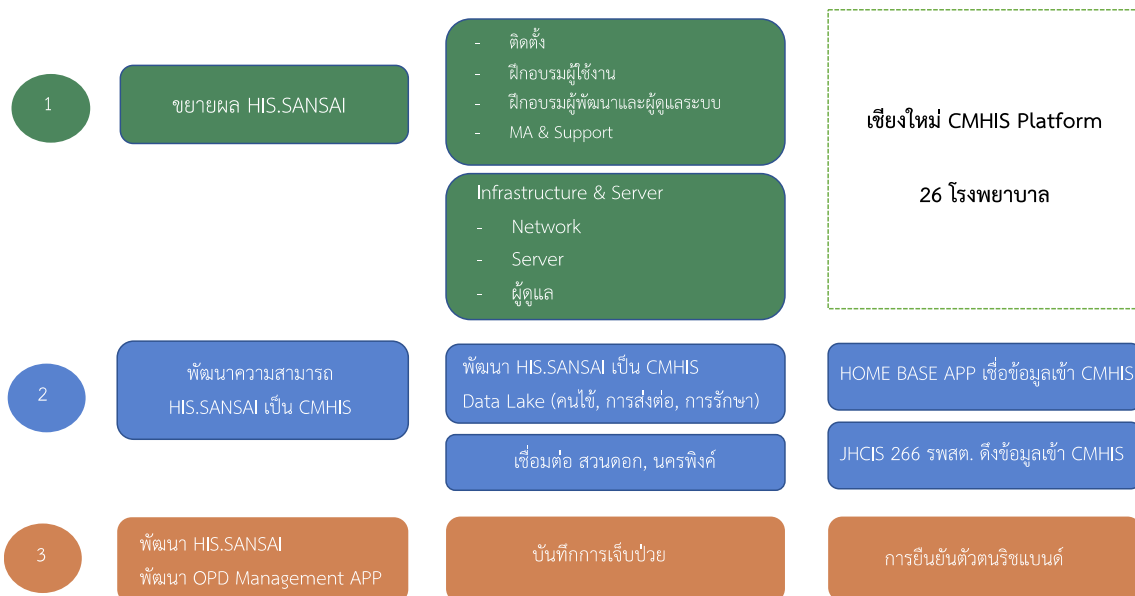 1
ขยายผล HIS.SANSAI
- ติดตั้ง
- ฝึกอบรมผู้ใช้งาน
- ฝึกอบรมผู้พัฒนาและผู้ดูแลระบบ
- MA & Support
Infrastructure & Server
- Network
- Server
- ผู้ดูแล
เชียงใหม่ CMHIS Platform
26 โรงพยาบาล
2
พัฒนาความสามารถ
HIS.SANSAI เป็น CMHIS
พัฒนา HIS.SANSAI เป็น CMHIS
Data Lake (คนไข้, การส่งต่อ, การรักษา)
เชื่อมต่อ สวนดอก, นครพิงค์
HOME BASE APP เชื่อข้อมูลเข้า CMHIS
JHCIS 266 รพสต. ดึงข้อมูลเข้า CMHIS
3
พัฒนา HIS.SANSAI
พัฒนา OPD Management APP
บันทึกการเจ็บป่วย
การยืนยันตัวตนริชแบนด์